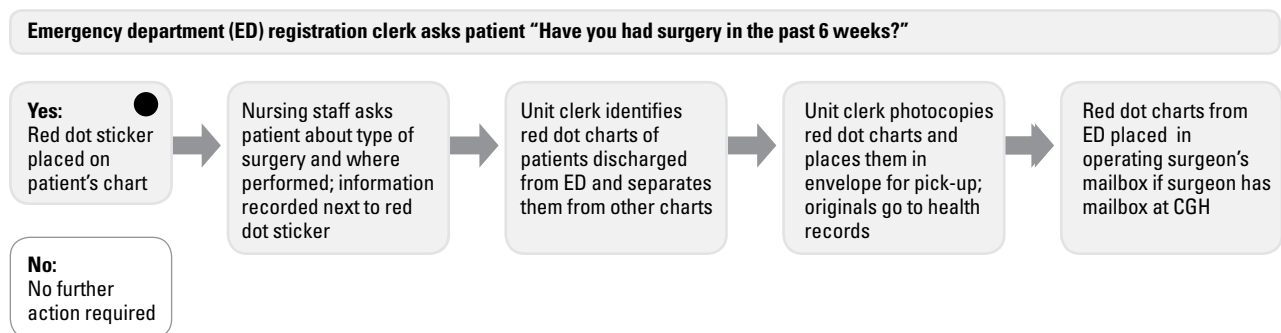 Emergency department (ED) registration clerk asks patient “Have you had surgery in the past 6 weeks?”
Yes:
Red dot sticker
placed on
patient’s chart
Nursing staff asks
patient about type of
surgery and where
performed; information
recorded next to red
dot sticker
Unit clerk identifies
red dot charts of
patients discharged
from ED and separates
them from other charts
Unit clerk photocopies
red dot charts and
places them in
envelope for pick-up;
originals go to health
records
Red dot charts from
ED placed in
operating surgeon’s
mailbox if surgeon has
mailbox at CGH
No:
No further
action required